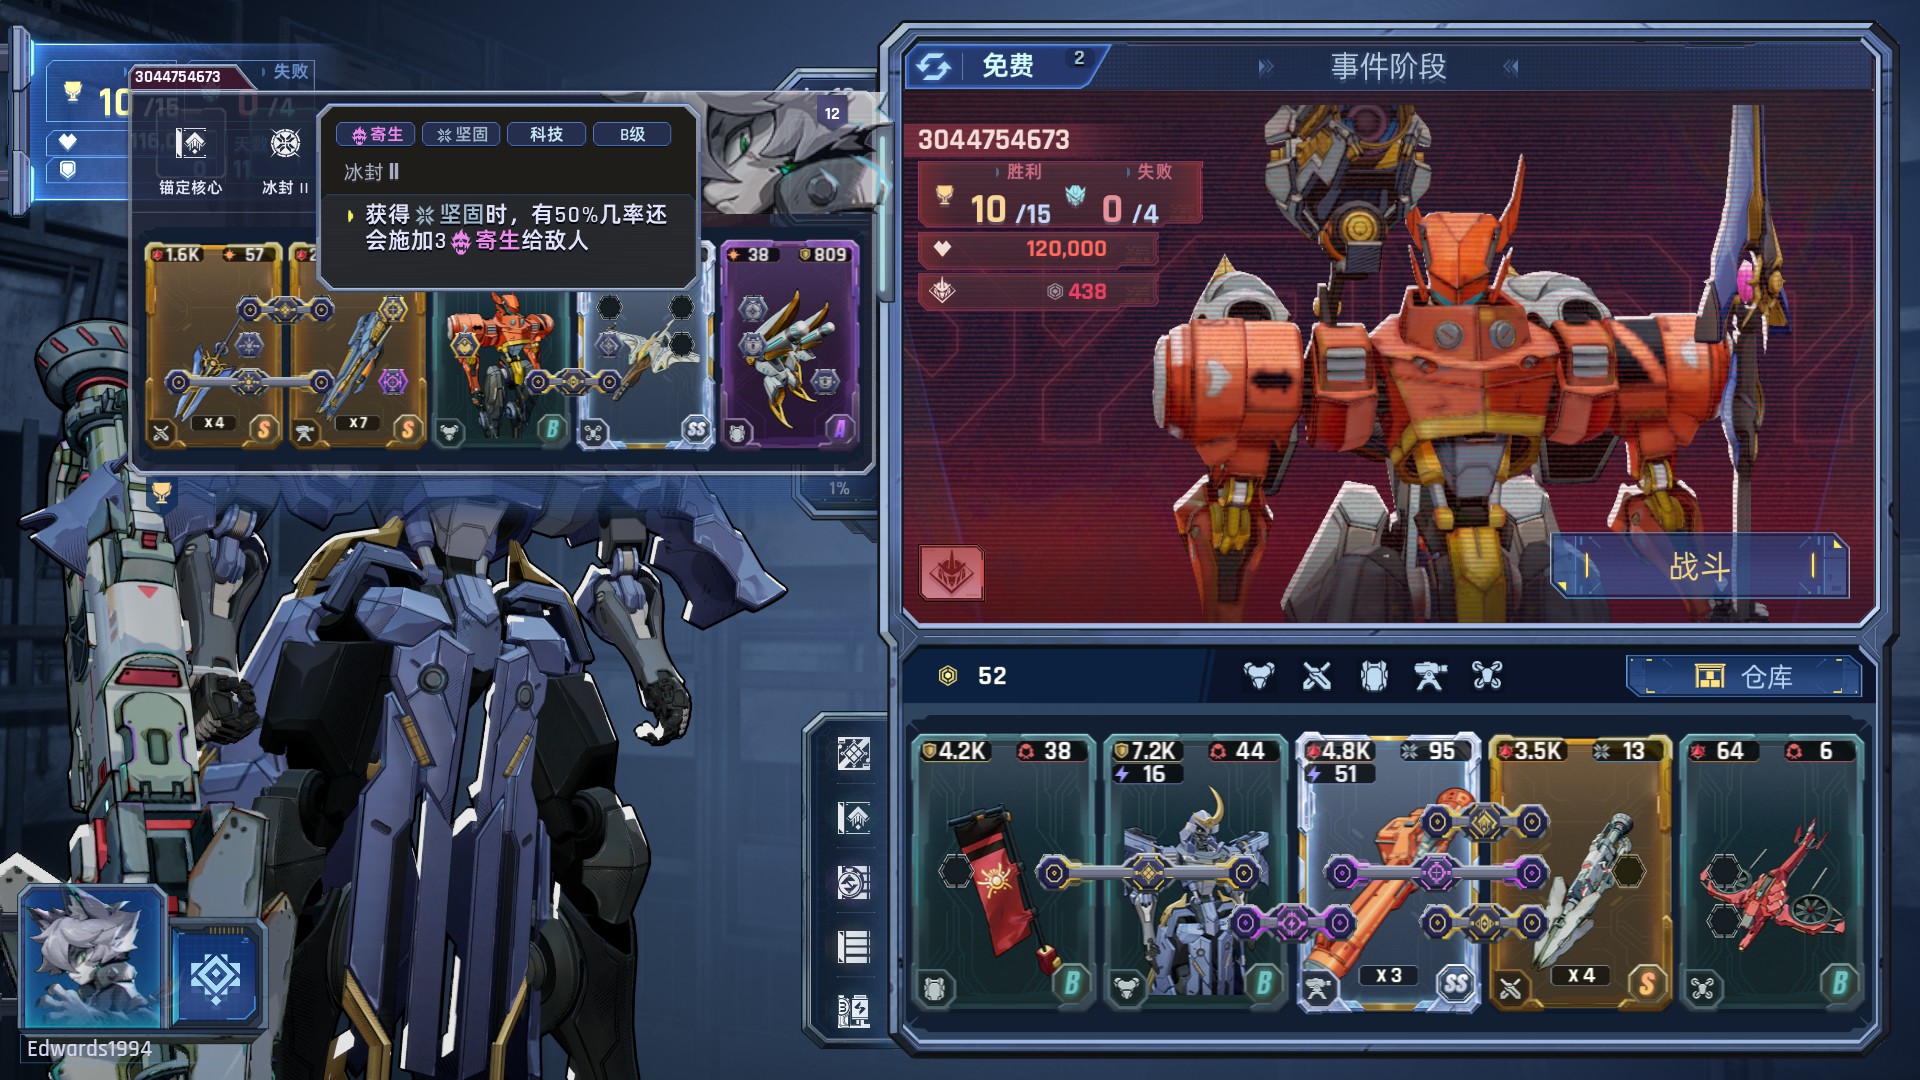 3044754673
失败
10 /15
0 /4
12
锚定核心
冰封 II
寄生
坚固
科技
B级
冰封 II
获得坚固时，有50%几率还
会施加3寄生给敌人
1.6K
57
38
809
x4
S
x7
S
B
SS
A
1%
免费
2
事件阶段
3044754673
胜利
失败
10 /15
0 /4
120,000
438
战斗
52
仓库
4.2K
38
B
7.2K
44
16
B
4.8K
95
51
x3
SS
3.5K
13
x4
S
64
6
B
Edwards1994